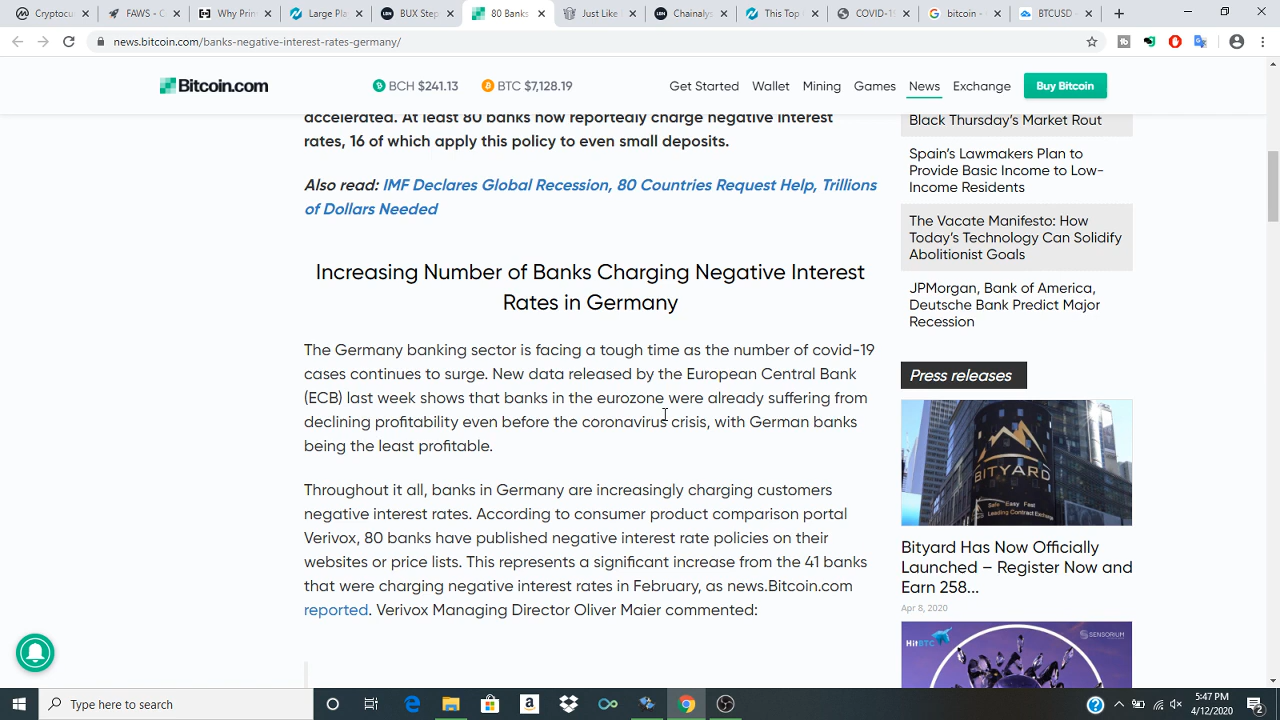 Cryptocu
FAWS - C
Why Prin
Large Pla
BUX Step
80 Banks
Just Like
Chainaly
This Top
COVID-1
bitcoin -
BTCUSD
news.bitcoin.com/banks-negative-interest-rates-germany/
Bitcoin.com
BCH $241.13
BTC $7,128.19
Get Started
Wallet
Mining
Games
News
Exchange
Buy Bitcoin
accelerated. At least 80 banks now reportedly charge negative interest
rates, 16 of which apply this policy to even small deposits.
Also read: IMF Declares Global Recession, 80 Countries Request Help, Trillions
of Dollars Needed
Increasing Number of Banks Charging Negative Interest
Rates in Germany
The Germany banking sector is facing a tough time as the number of covid-19
cases continues to surge. New data released by the European Central Bank
(ECB) last week shows that banks in the eurozone were already suffering from
declining profitability even before the coronavirus crisis, with German banks
being the least profitable.
Throughout it all, banks in Germany are increasingly charging customers
negative interest rates. According to consumer product comparison portal
Verivox, 80 banks have published negative interest rate policies on their
websites or price lists. This represents a significant increase from the 41 banks
that were charging negative interest rates in February, as news.Bitcoin.com
reported. Verivox Managing Director Oliver Maier commented:
Black Thursday's Market Rout
Spain's Lawmakers Plan to
Provide Basic Income to Low-
Income Residents
The Vacate Manifesto: How
Today's Technology Can Solidify
Abolitionist Goals
JPMorgan, Bank of America,
Deutsche Bank Predict Major
Recession
Press releases
BITYARD
Safe Easy Fast
Leading Contract Exchange
Bityard Has Now Officially
Launched – Register Now and
Earn 258...
Apr 8, 2020
HitBTC
SENSORIUM
Type here to search
5:47 PM
4/12/2020
2